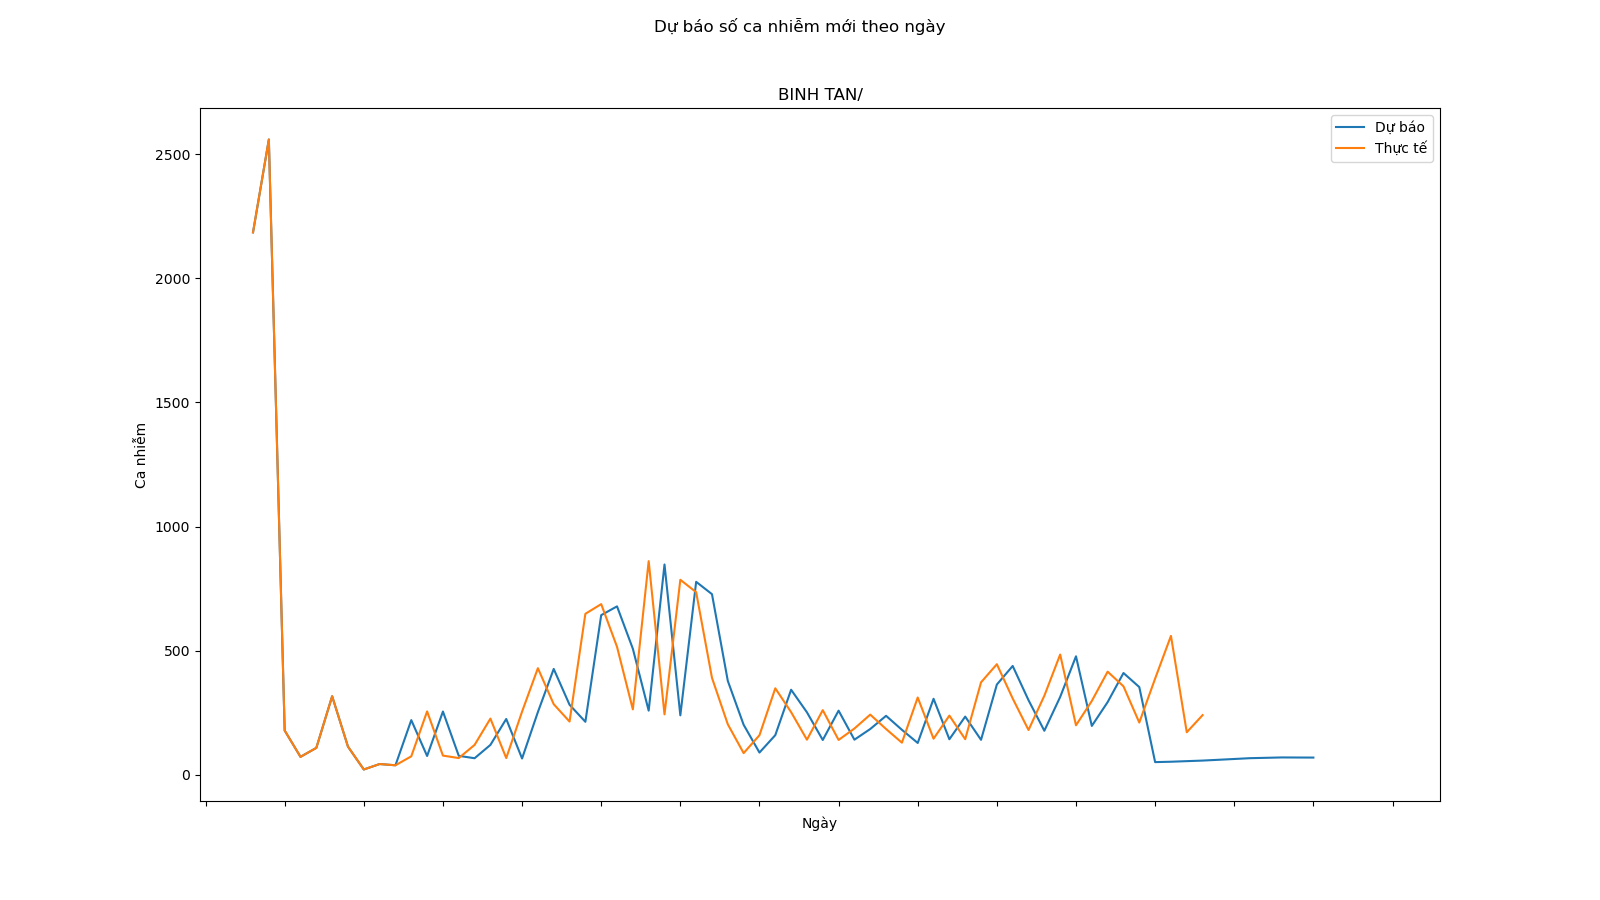 Dự báo số ca nhiễm mới theo ngày
BINH TAN/
Dự báo
Thực tế
2500
2000
1500
1000
500
0
Ca nhiễm
Ngày